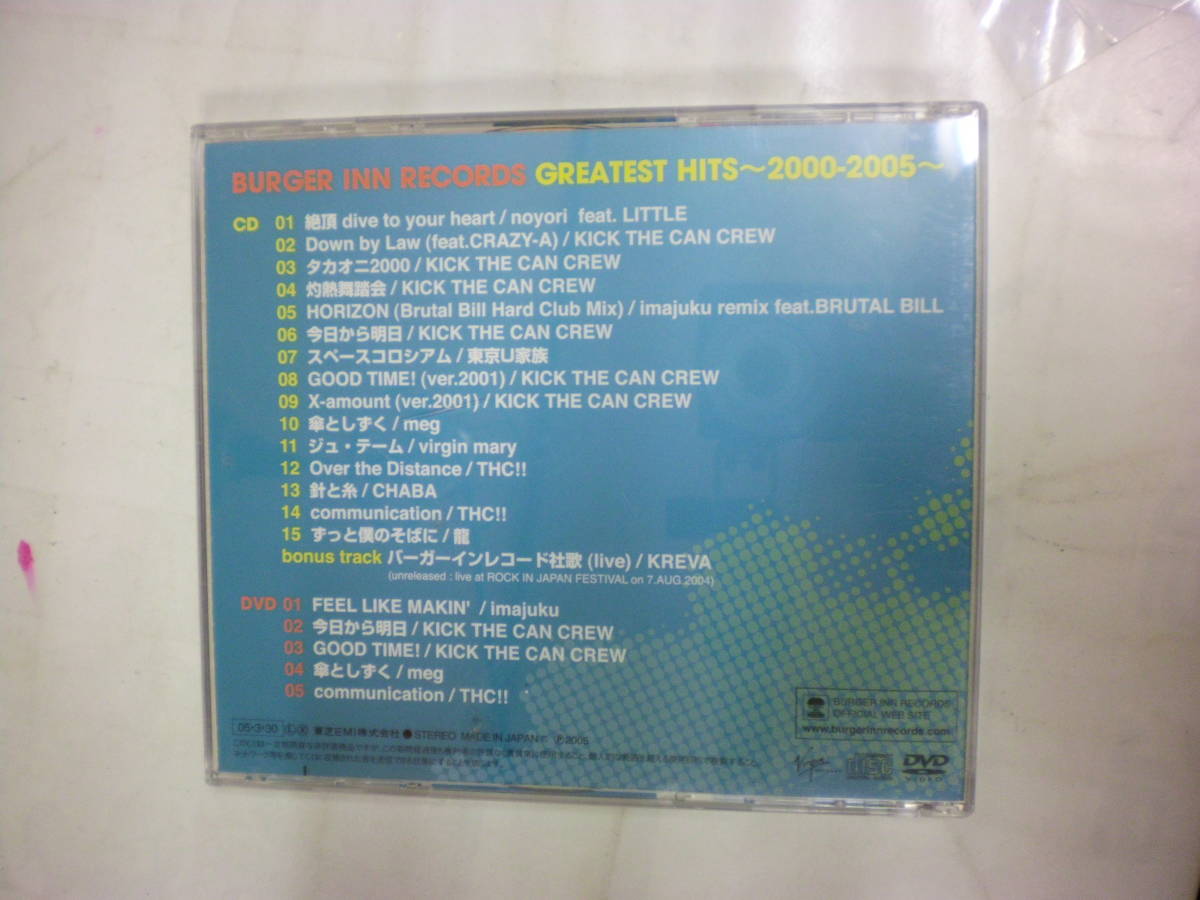 BURGER INN RECORDS GREATEST HITS～2000-2005～
CD 01 絶頂 dive to your heart / noyori feat. LITTLE
02 Down by Law (feat.CRAZY-A) / KICK THE CAN CREW
03 タカオニ2000 / KICK THE CAN CREW
04 灼熱舞踏会 / KICK THE CAN CREW
05 HORIZON (Brutal Bill Hard Club Mix) / imajuku remix feat.BRUTAL BILL
06 今日から明日 / KICK THE CAN CREW
07 スペースコロシアム / 東京U家族
08 GOOD TIME! (ver.2001) / KICK THE CAN CREW
09 X-amount (ver.2001) / KICK THE CAN CREW
10 傘としずく / meg
11 ジュ・テーム / virgin mary
12 Over the Distance / THC!!
13 針と糸 / CHABA
14 communication / THC!!
15 ずっと僕のそばに / 龍
bonus track バーガーインレコード社歌 (live) / KREVA
(unreleased : live at ROCK IN JAPAN FESTIVAL on 7.AUG.2004)
DVD 01 FEEL LIKE MAKIN' / imajuku
02 今日から明日 / KICK THE CAN CREW
03 GOOD TIME! / KICK THE CAN CREW
04 傘としずく / meg
05 communication / THC!!
BURGER INN RECORDS
OFFICIAL WEB SITE
www.burgerinnrecords.com
05・3・30 Ⓛ Ⓧ 東芝EMI株式会社 ● STEREO MADE IN JAPAN ℗2005
Virgin
DISC
DVD
VIDEO